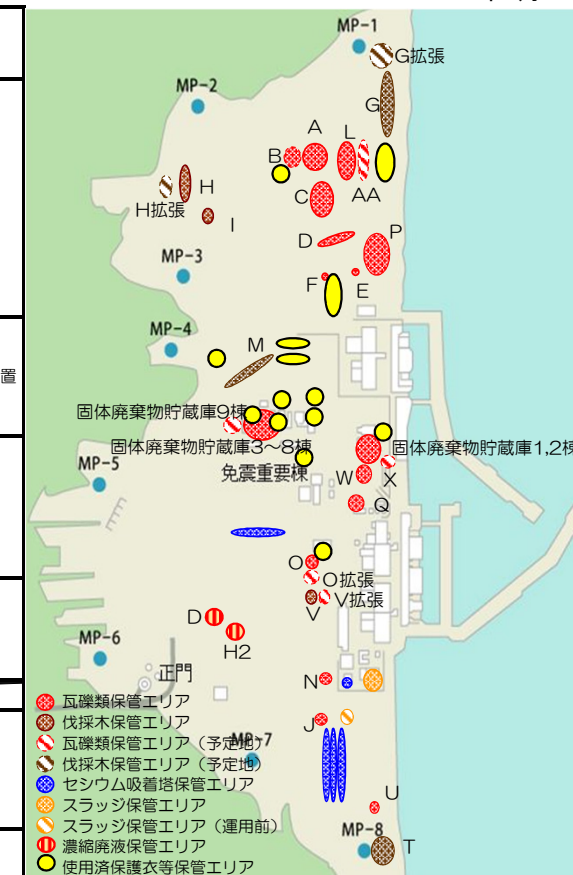 MP-1
G拡張
MP-2
G
A
L
B
C
AA
H
H拡張
I
D
P
MP-3
F
E
MP-4
M
置
固体廃棄物貯蔵庫9棟
固体廃棄物貯蔵庫3～8棟
固体廃棄物貯蔵庫1,2棟
免震重要棟
MP-5
W
X
Q
O
O拡張
V
V拡張
D
H2
MP-6
正門
N
J
MP-7
U
MP-8
T
瓦礫類保管エリア
伐採木保管エリア
瓦礫類保管エリア（予定地）
伐採木保管エリア（予定地）
セシウム吸着塔保管エリア
スラッジ保管エリア
スラッジ保管エリア（運用前）
濃縮廃液保管エリア
使用済保護衣等保管エリア